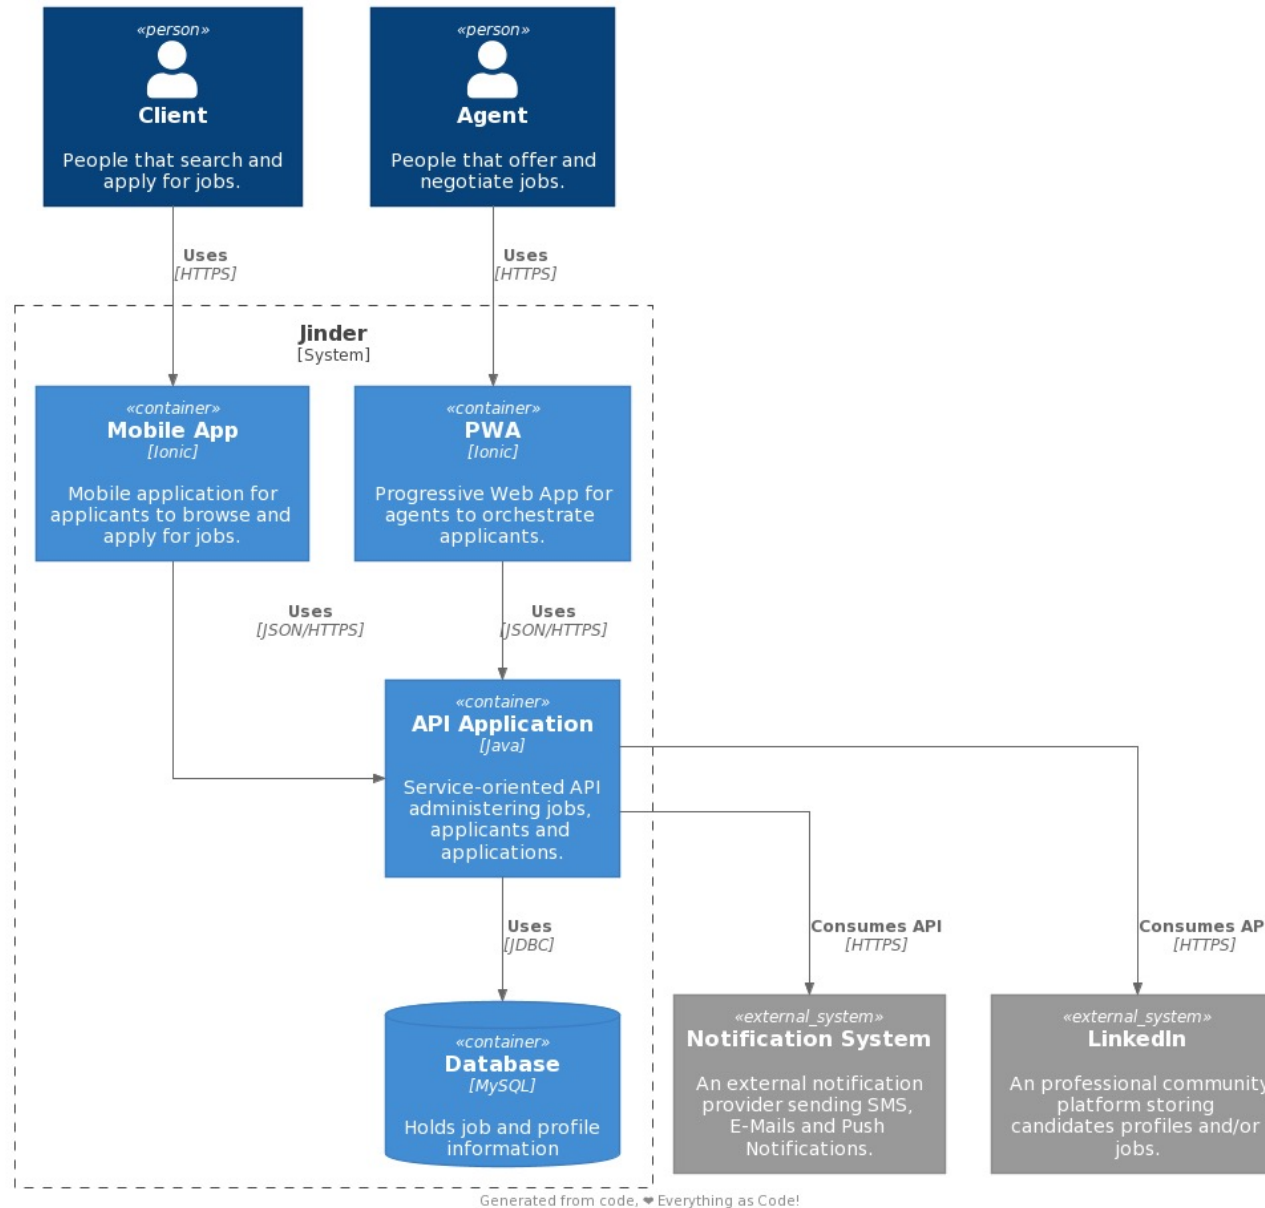 «person»
Client
People that search and
apply for jobs.
«person»
Agent
People that offer and
negotiate jobs.
Uses
[HTTPS]
Uses
[HTTPS]
Jinder
[System]
«container»
Mobile App
[Ionic]
Mobile application for
applicants to browse and
apply for jobs.
«container»
PWA
[Ionic]
Progressive Web App for
agents to orchestrate
applicants.
Uses
[JSON/HTTPS]
Uses
[JSON/HTTPS]
«container»
API Application
[Java]
Service-oriented API
administering jobs,
applicants and
applications.
Uses
[JDBC]
Consumes API
[HTTPS]
Consumes AP
[HTTPS]
«container»
Database
[MySQL]
Holds job and profile
information
«external_system»
Notification System
An external notification
provider sending SMS,
E-Mails and Push
Notifications.
«external_system»
LinkedIn
An professional community
platform storing
candidates profiles and/or
jobs.
Generated from code, ❤ Everything as Code!